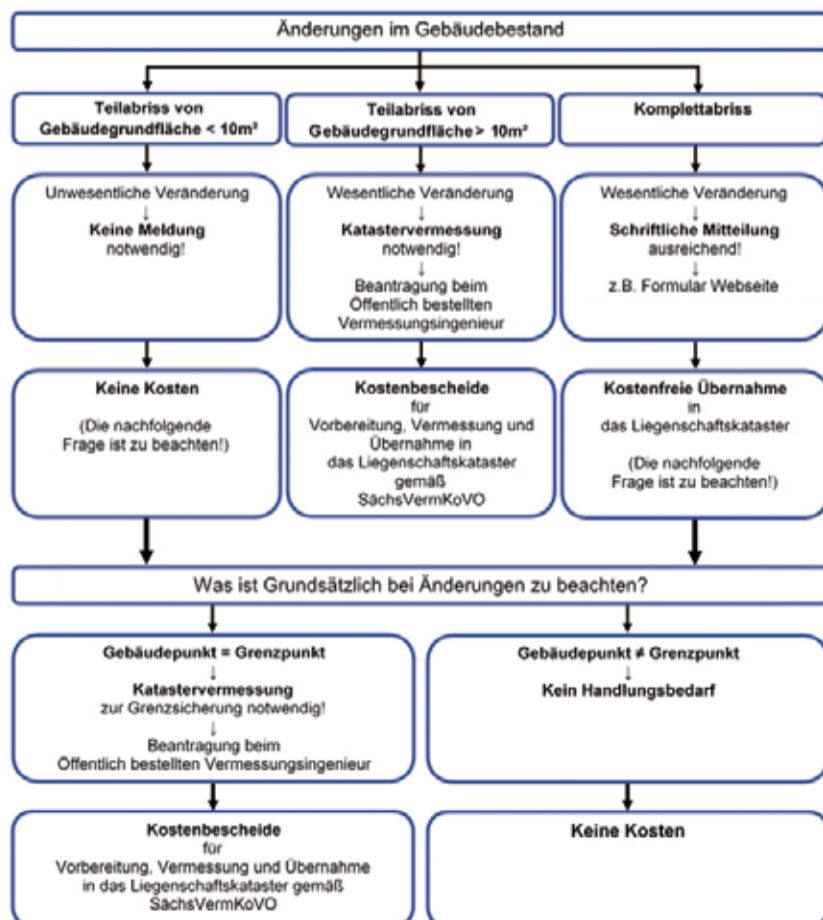 Änderungen im Gebäudebestand
Teilabriss von
Gebäudegrundfläche < 10m²
Teilabriss von
Gebäudegrundfläche > 10m²
Komplettabriss
Unwesentliche Veränderung
↓
Keine Meldung
notwendig!
Wesentliche Veränderung
↓
Katastervermessung
notwendig!
↓
Beantragung beim
Öffentlich bestellten
Vermessungsingenieur
Wesentliche Veränderung
↓
Schriftliche Mitteilung
ausreichend!
↓
z.B. Formular Webseite
Keine Kosten
(Die nachfolgende
Frage ist zu beachten!)
Kostenbescheide
für
Vorbereitung, Vermessung und
Übernahme in
das Liegenschaftskataster
gemäß
SächsVermKoVO
Kostenfreie Übernahme
in
das Liegenschaftskataster
(Die nachfolgende
Frage ist zu beachten!)
Was ist Grundsätzlich bei Änderungen zu beachten?
Gebäudepunkt = Grenzpunkt
↓
Katastervermessung
zur Grenzsicherung notwendig!
↓
Beantragung beim
Öffentlich bestellten Vermessungsingenieur
Gebäudepunkt ≠ Grenzpunkt
↓
Kein Handlungsbedarf
Kostenbescheide
für
Vorbereitung, Vermessung und Übernahme
in das Liegenschaftskataster gemäß
SächsVermKoVO
Keine Kosten